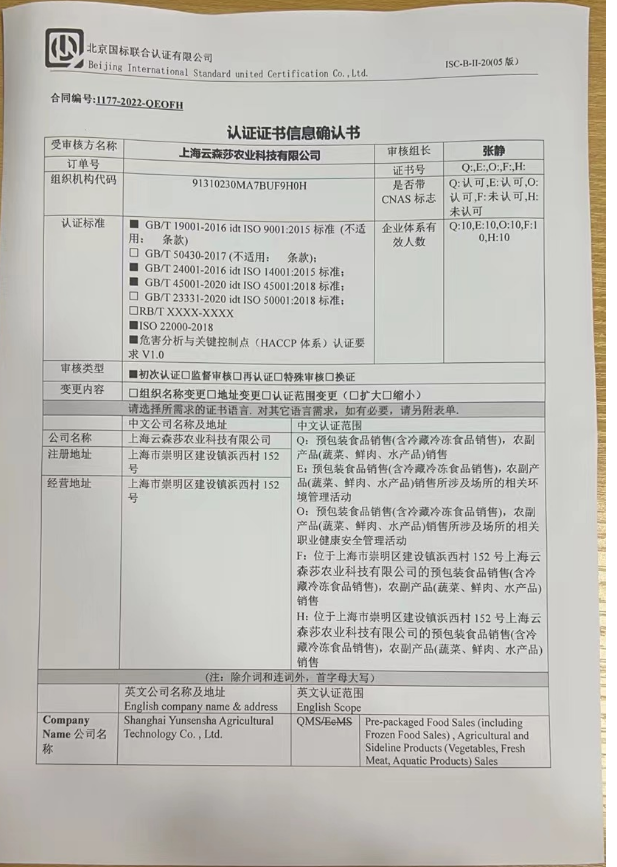 北京国标联合认证有限公司
Beijing International Standard united Certification Co.,Ltd.
ISC-B-II-20(05 版)
合同编号:1177-2022-QEOFH
认证证书信息确认书
受审核方名称
上海云森莎农业科技有限公司
审核组长
张静
订单号
证书号
Q:,E:,O:,F:,H:
组织机构代码
91310230MA7BUF9H0H
是否带
CNAS 标志
Q:认可,E:认可,O:
认可,F:未认可,H:
未认可
认证标准
■ GB/T 19001-2016 idt ISO 9001:2015 标准 (不适
用: 条款)
□ GB/T 50430-2017 (不适用: 条款);
■ GB/T 24001-2016 idt ISO 14001:2015 标准;
■ GB/T 45001-2020 idt ISO 45001:2018 标准;
□ GB/T 23331-2020 idt ISO 50001:2018 标准;
□RB/T XXXX-XXXX
■ISO 22000-2018
■危害分析与关键控制点（HACCP 体系）认证要
求 V1.0
企业体系有
效人数
Q:10,E:10,O:10,F:1
0,H:10
审核类型
■初次认证□监督审核□再认证□特殊审核□换证
变更内容
□组织名称变更□地址变更□认证范围变更（□扩大□缩小）
请选择所需求的证书语言. 对其它语言需求，如有必要，请另附表单.
中文公司名称及地址
中文认证范围
公司名称
上海云森莎农业科技有限公司
注册地址
上海市崇明区建设镇浜西村 152
号
经营地址
上海市崇明区建设镇浜西村 152
号
Q：预包装食品销售(含冷藏冷冻食品销售)，农副
产品(蔬菜、鲜肉、水产品)销售
E：预包装食品销售(含冷藏冷冻食品销售)，农副产
品(蔬菜、鲜肉、水产品)销售所涉及场所的相关环
境管理活动
O：预包装食品销售(含冷藏冷冻食品销售)，农副
产品(蔬菜、鲜肉、水产品)销售所涉及场所的相关
职业健康安全管理活动
F：位于上海市崇明区建设镇浜西村 152 号上海云
森莎农业科技有限公司的预包装食品销售(含冷
藏冷冻食品销售)，农副产品(蔬菜、鲜肉、水产品)
销售
H：位于上海市崇明区建设镇浜西村 152 号上海云
森莎农业科技有限公司的预包装食品销售(含冷
藏冷冻食品销售)，农副产品(蔬菜、鲜肉、水产品)
销售
(注：除介词和连词外，首字母大写)
英文公司名称及地址
English company name & address
英文认证范围
English Scope
Company
Name 公司名
称
Shanghai Yunsensha Agricultural
Technology Co. , Ltd.
QMS/EcMS
Pre-packaged Food Sales (including
Frozen Food Sales) , Agricultural and
Sideline Products (Vegetables, Fresh
Meat, Aquatic Products) Sales